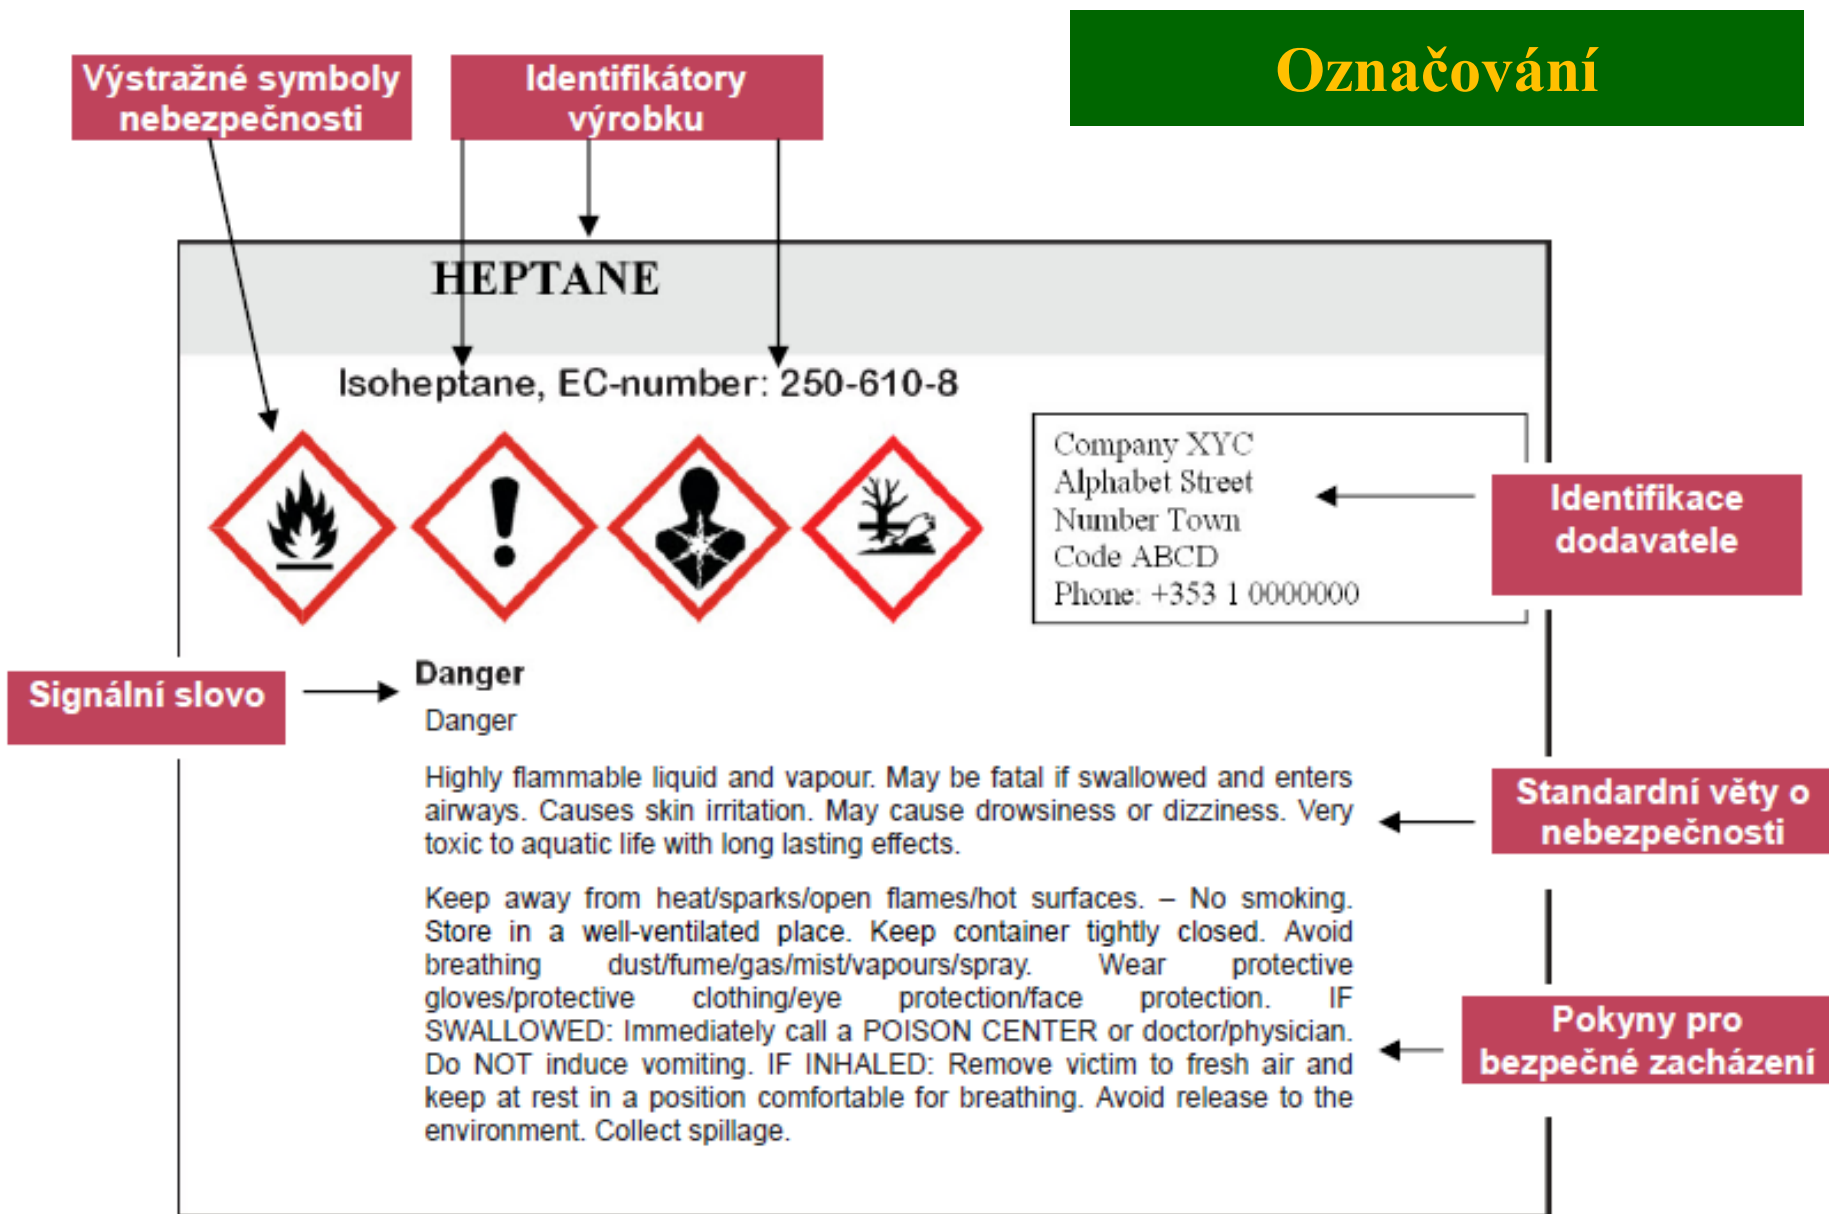 Označování
Výstražné symboly
nebezpečnosti
Identifikátory
výrobku
HEPTANE
Isoheptane, EC-number: 250-610-8
Company XYC
Alphabet Street
Number Town
Code ABCD
Phone: +353 1 0000000
Identifikace
dodavatele
Signální slovo
Danger
Danger
Highly flammable liquid and vapour. May be fatal if swallowed and enters
airways. Causes skin irritation. May cause drowsiness or dizziness. Very
toxic to aquatic life with long lasting effects.
Standardní věty o
nebezpečnosti
Keep away from heat/sparks/open flames/hot surfaces. – No smoking.
Store in a well-ventilated place. Keep container tightly closed. Avoid
breathing dust/fume/gas/mist/vapours/spray. Wear protective
gloves/protective clothing/eye protection/face protection. IF
SWALLOWED: Immediately call a POISON CENTER or doctor/physician.
Do NOT induce vomiting. IF INHALED: Remove victim to fresh air and
keep at rest in a position comfortable for breathing. Avoid release to the
environment. Collect spillage.
Pokyny pro
bezpečné zacházení